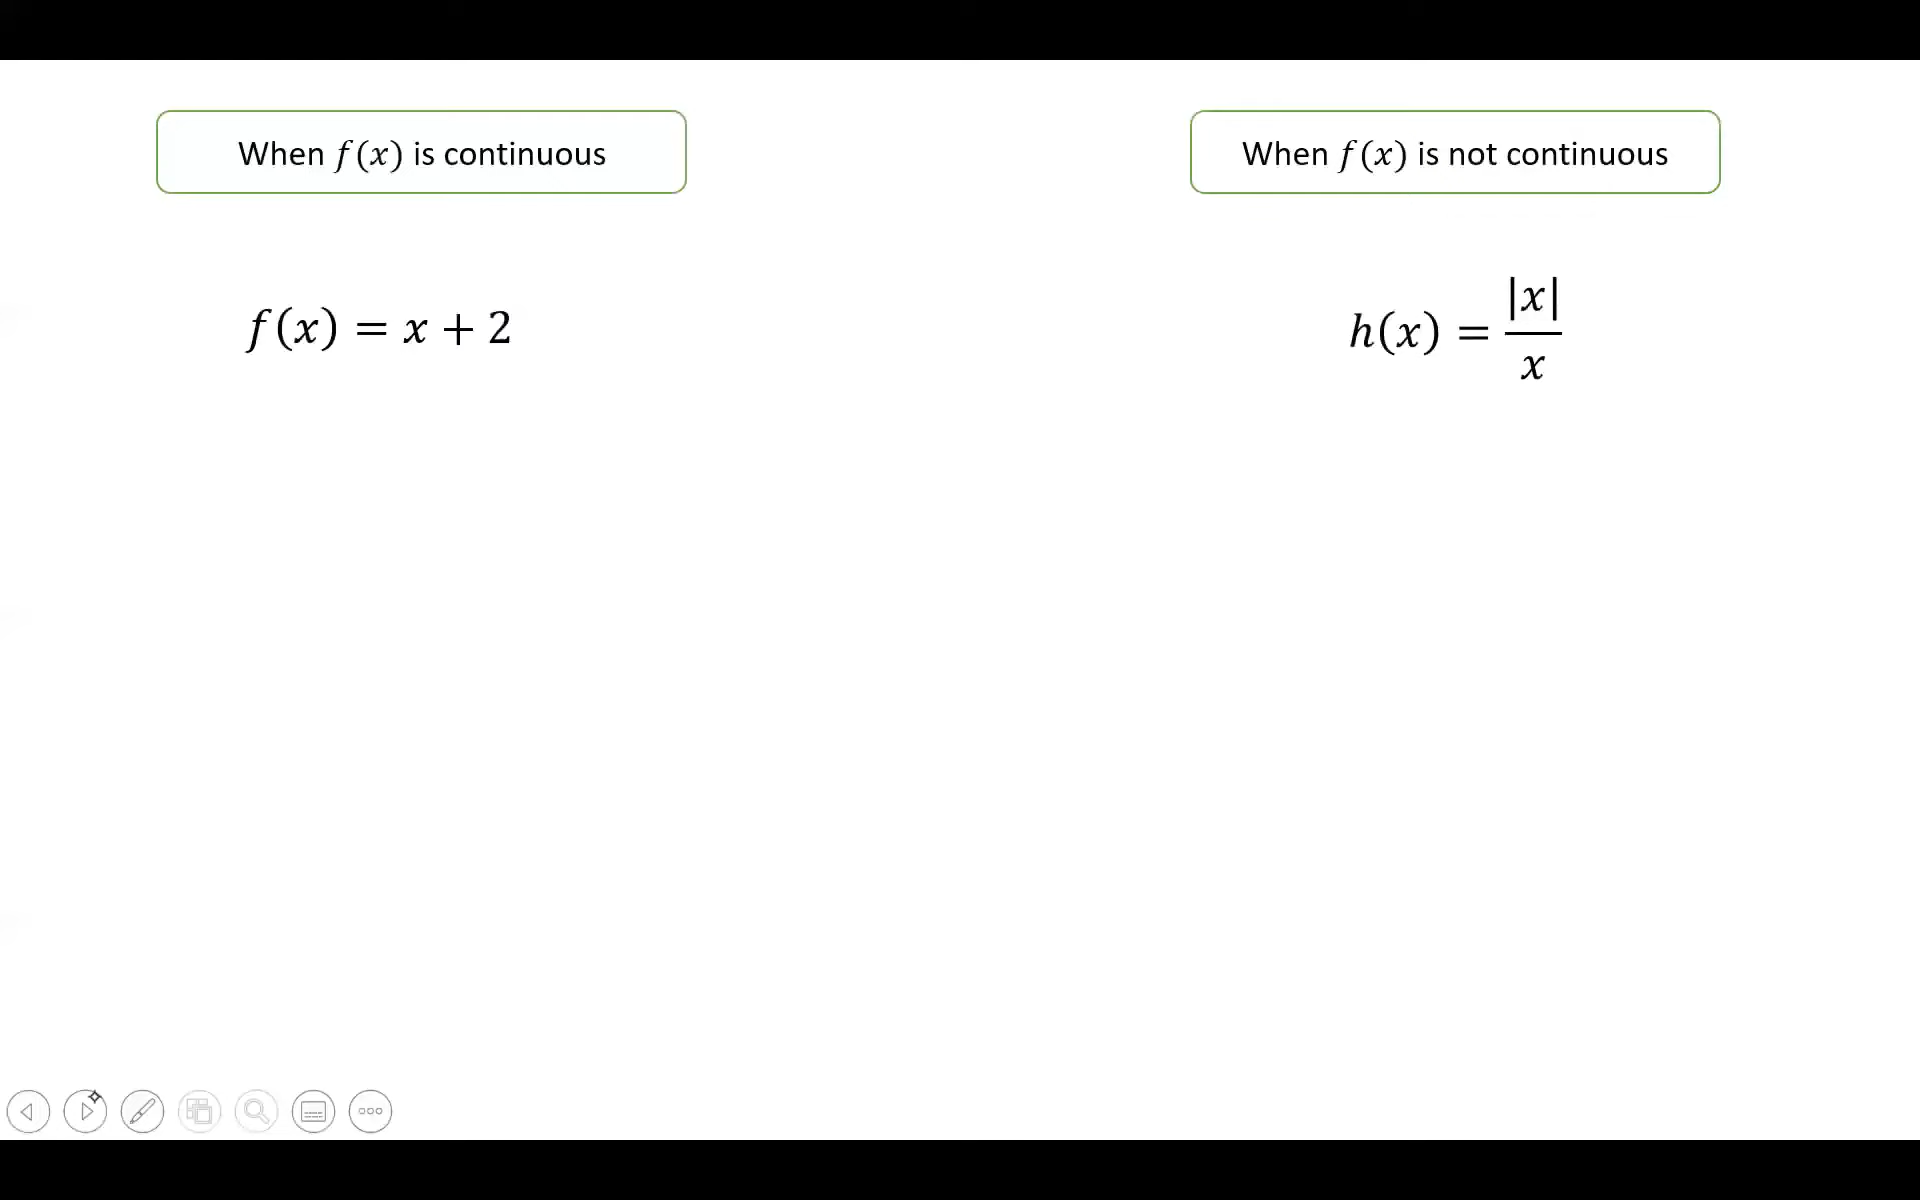 When f(x) is continuous
When f(x) is not continuous
f(x) = x + 2
h(x) = |x| / x